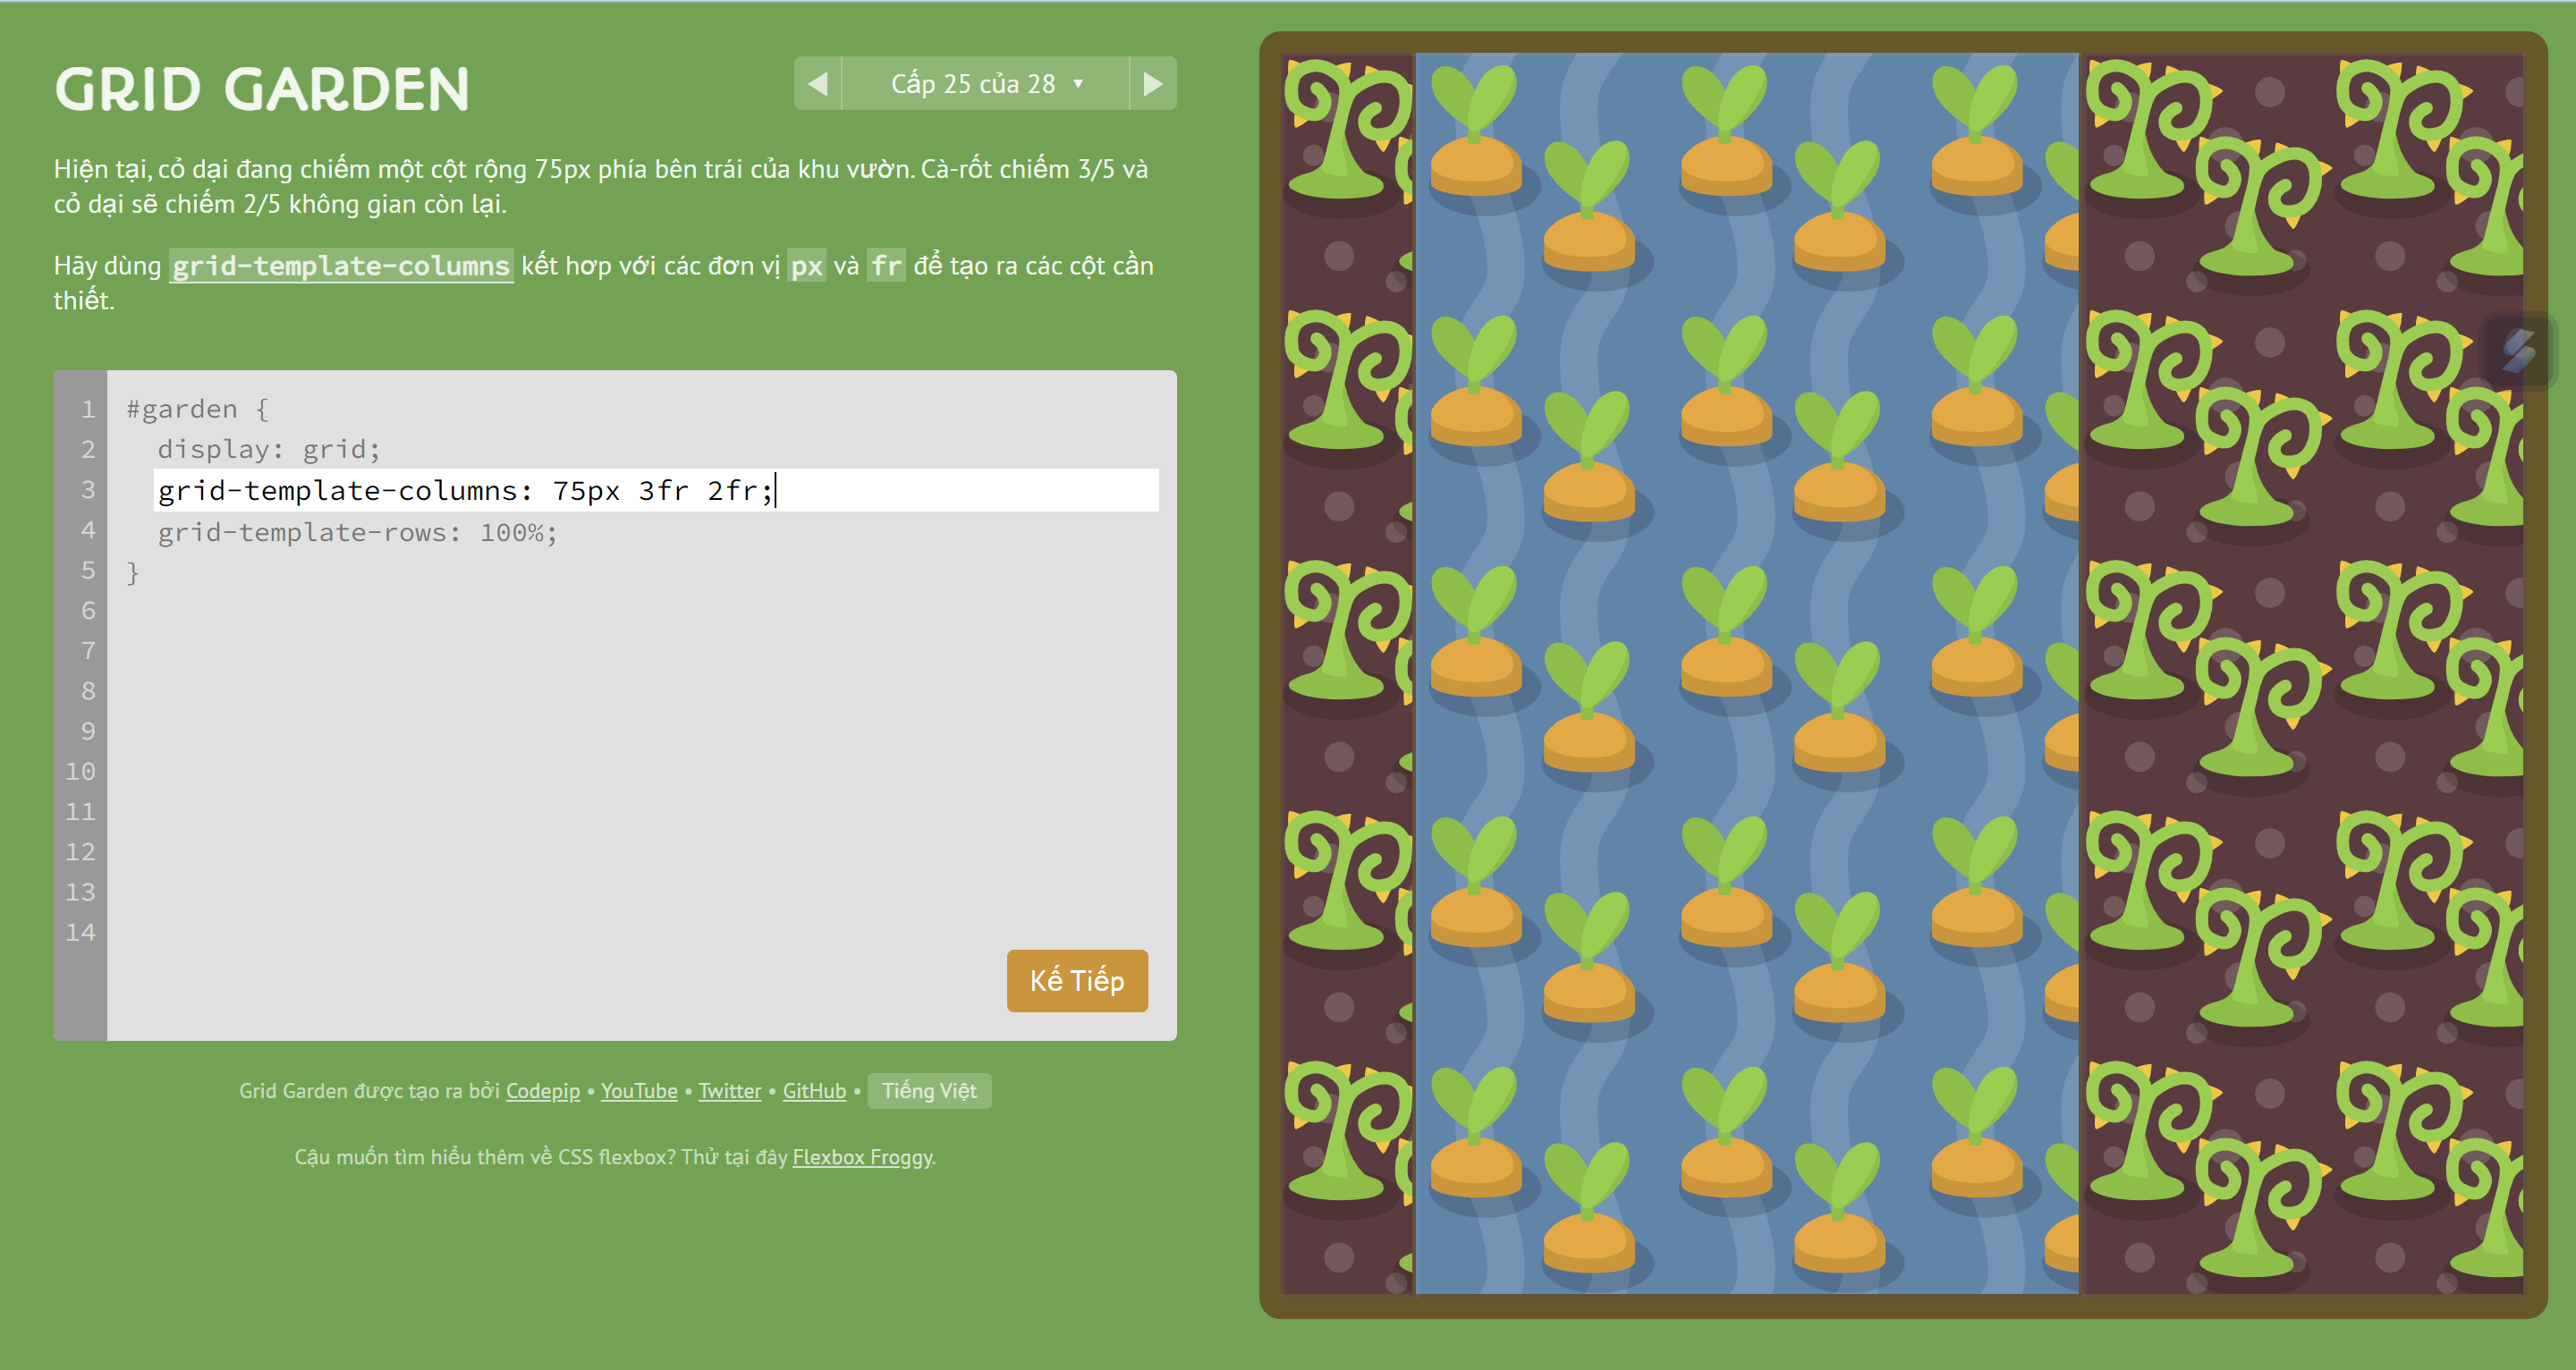 GRID GARDEN
Cấp 25 của 28 ▼
Hiện tại, cỏ dại đang chiếm một cột rộng 75px phía bên trái của khu vườn. Cà-rốt chiếm 3/5 và
cỏ dại sẽ chiếm 2/5 không gian còn lại.
Hãy dùng grid-template-columns kết hơp với các đơn vị px và fr để tạo ra các cột cần
thiết.
1 #garden {
2 display: grid;
3 grid-template-columns: 75px 3fr 2fr;
4 grid-template-rows: 100%;
5 }
6
7
8
9
10
11
12
13
14
Kế Tiếp
Grid Garden được tạo ra bởi Codepip • YouTube • Twitter • GitHub • Tiếng Việt
Cậu muốn tìm hiểu thêm về CSS flexbox? Thử tại đây Flexbox Froggy.